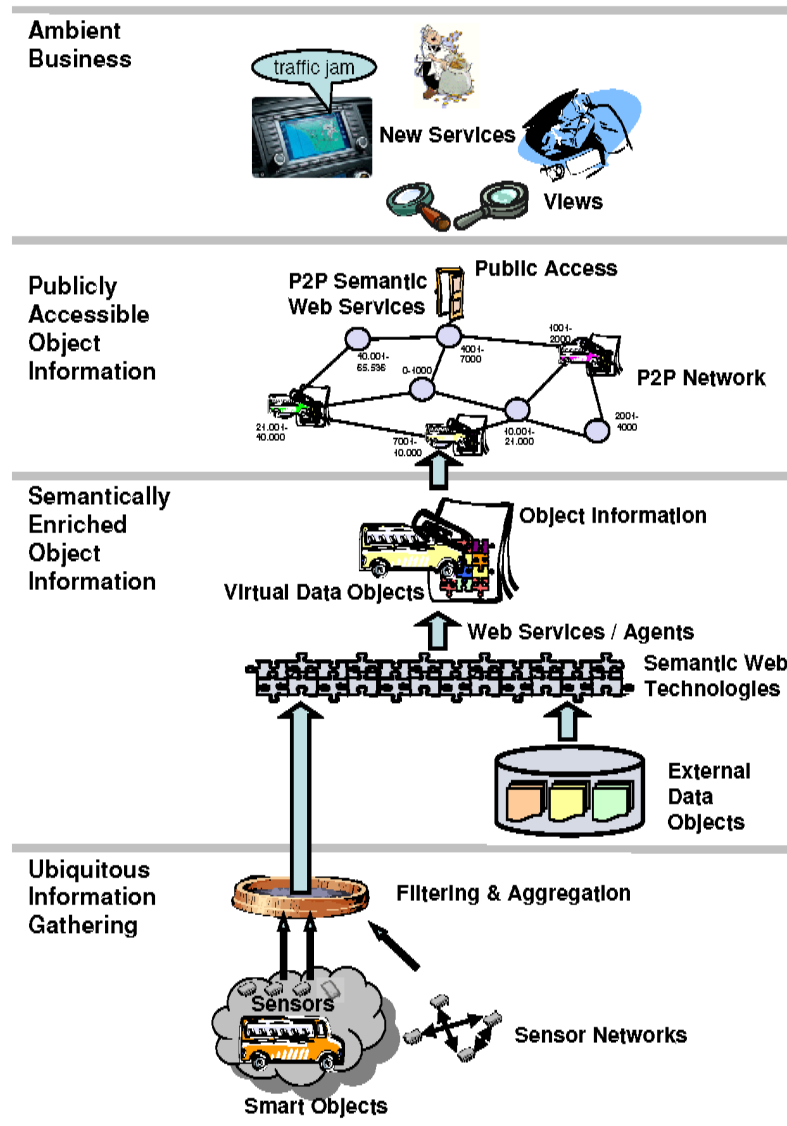 Ambient
Business
traffic jam
New Services
Views
Publicly
Accessible
Object
Information
P2P Semantic
Web Services
Public Access
P2P Network
40.001-
65.536
4001-
7000
1001-
2000
0-1000
21.001-
40.000
7001-
10.000
10.001-
21.000
2001-
4000
Semantically
Enriched
Object
Information
Object Information
Virtual Data Objects
Web Services / Agents
Semantic Web
Technologies
External
Data
Objects
Ubiquitous
Information
Gathering
Filtering & Aggregation
Sensors
Sensor Networks
Smart Objects